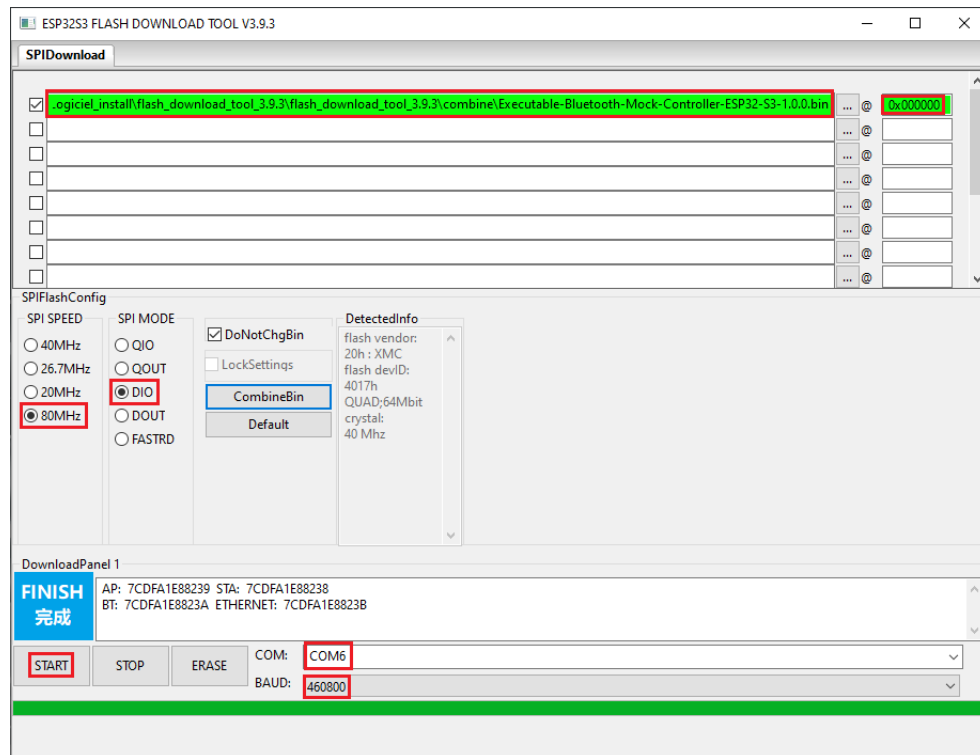 ESP32S3 FLASH DOWNLOAD TOOL V3.9.3
SPIDownload
.ogiciel_install\flash_download_tool_3.9.3\flash_download_tool_3.9.3\combine\Executable-Bluetooth-Mock-Controller-ESP32-S3-1.0.0.bin ... @ 0x000000
... @
... @
... @
... @
... @
... @
... @
SPIFlashConfig
SPI SPEED
40MHz
26.7MHz
20MHz
80MHz
SPI MODE
QIO
QOUT
DIO
DOUT
FASTRD
DoNotChgBin
LockSettings
CombineBin
Default
DetectedInfo
flash vendor:
20h : XMC
flash devID:
4017h
QUAD;64Mbit
crystal:
40 Mhz
DownloadPanel 1
FINISH
完成
AP: 7CDFA1E88239 STA: 7CDFA1E88238
BT: 7CDFA1E8823A ETHERNET: 7CDFA1E8823B
START STOP ERASE
COM: COM6
BAUD: 460800